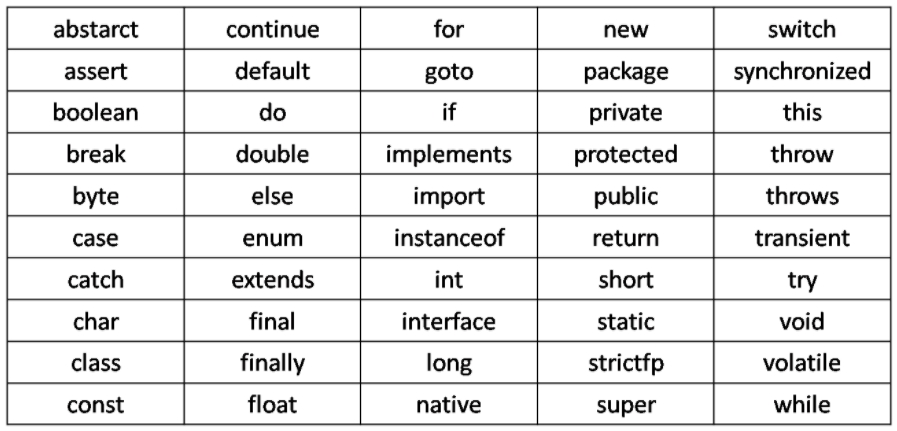 abstarct continue for new switch
assert default goto package synchronized
boolean do if private this
break double implements protected throw
byte else import public throws
case enum instanceof return transient
catch extends int short try
char final interface static void
class finally long strictfp volatile
const float native super while